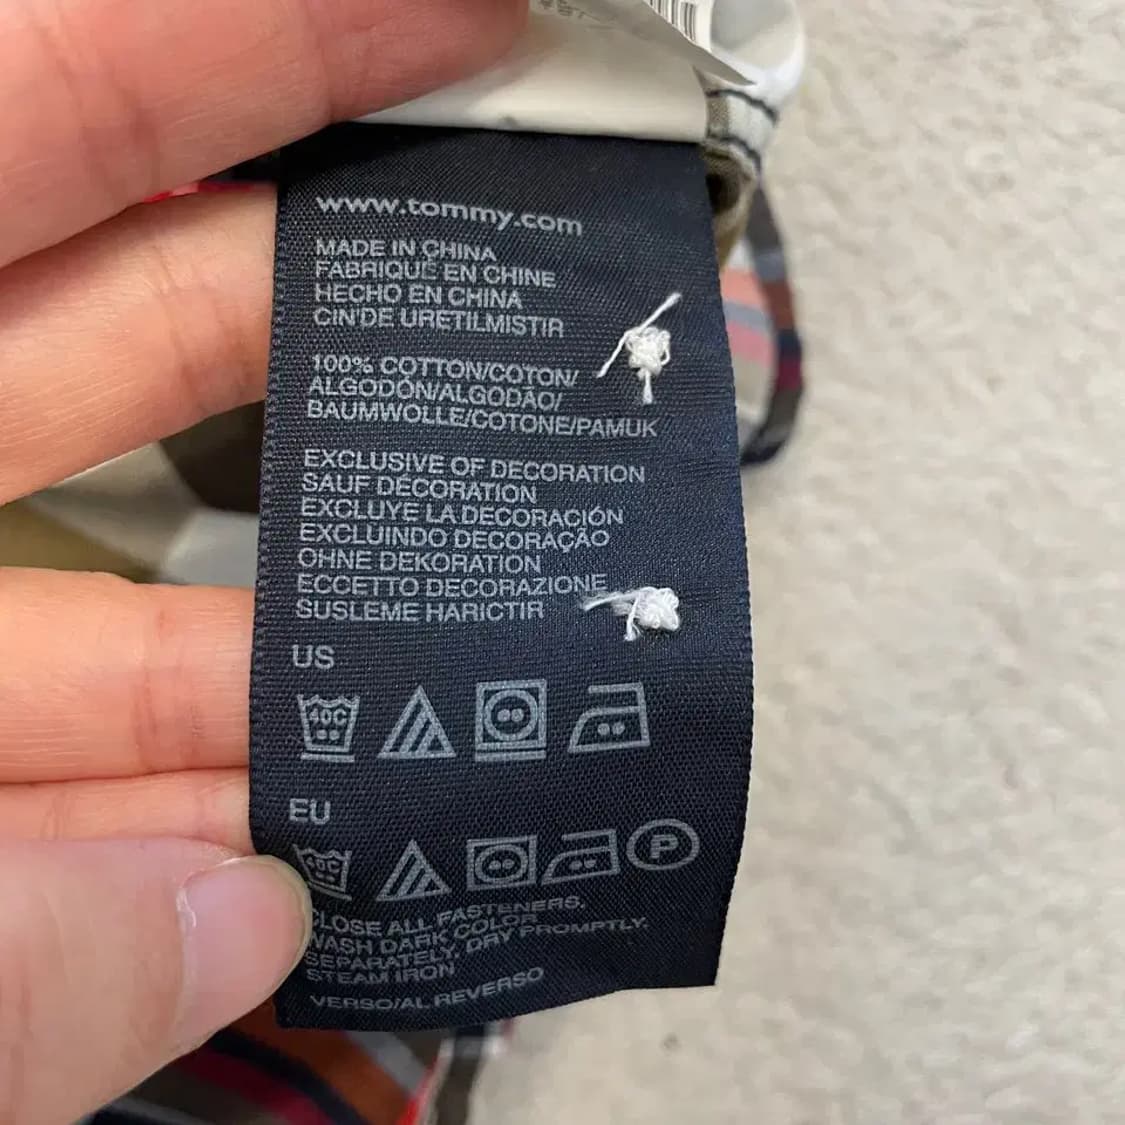 www.tommy.com
MADE IN CHINA
FABRIQUÉ EN CHINE
HECHO EN CHINA
CIN'DE URETILMISTIR
100% COTTON/COTON/
ALGODÓN/ALGODÃO/
BAUMWOLLE/COTONE/PAMUK
EXCLUSIVE OF DECORATION
SAUF DÉCORATION
EXCLUYE LA DECORACIÓN
EXCLUINDO DECORAÇÃO
OHNE DEKORATION
ECCETTO DECORAZIONE
SUSLEME HARICTIR
US
40C
EU
40C P
CLOSE ALL FASTENERS.
WASH DARK COLOR
SEPARATELY. DRY PROMPTLY.
STEAM IRON
VERSO/AL REVERSO